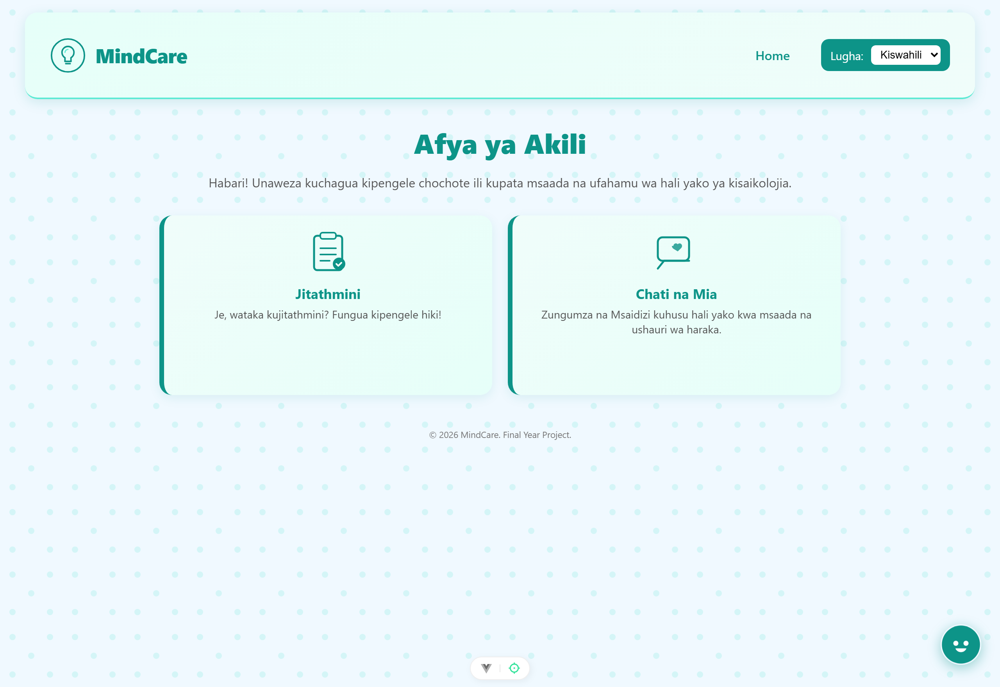 MindCare
Home
Lugha:
Kiswahili
Afya ya Akili
Habari! Unaweza kuchagua kipengele chochote ili kupata msaada na ufahamu wa hali yako ya kisaikolojia.
Jitathmini
Je, wataka kujitathmini? Fungua kipengele hiki!
Chati na Mia
Zungumza na Msaidizi kuhusu hali yako kwa msaada na
ushauri wa haraka.
© 2026 MindCare. Final Year Project.